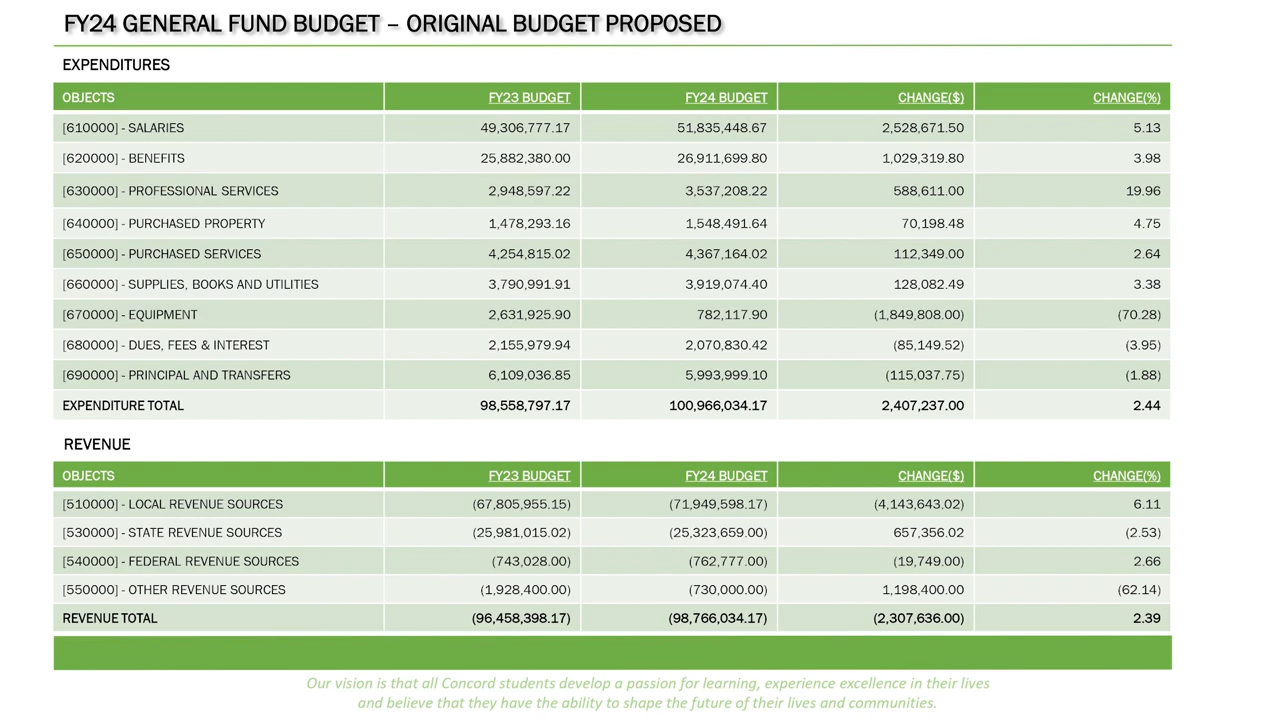 FY24 GENERAL FUND BUDGET – ORIGINAL BUDGET PROPOSED
EXPENDITURES
OBJECTS FY23 BUDGET FY24 BUDGET CHANGE($) CHANGE(%)
[610000] - SALARIES 49,306,777.17 51,835,448.67 2,528,671.50 5.13
[620000] - BENEFITS 25,882,380.00 26,911,699.80 1,029,319.80 3.98
[630000] - PROFESSIONAL SERVICES 2,948,597.22 3,537,208.22 588,611.00 19.96
[640000] - PURCHASED PROPERTY 1,478,293.16 1,548,491.64 70,198.48 4.75
[650000] - PURCHASED SERVICES 4,254,815.02 4,367,164.02 112,349.00 2.64
[660000] - SUPPLIES, BOOKS AND UTILITIES 3,790,991.91 3,919,074.40 128,082.49 3.38
[670000] - EQUIPMENT 2,631,925.90 782,117.90 (1,849,808.00) (70.28)
[680000] - DUES, FEES & INTEREST 2,155,979.94 2,070,830.42 (85,149.52) (3.95)
[690000] - PRINCIPAL AND TRANSFERS 6,109,036.85 5,993,999.10 (115,037.75) (1.88)
EXPENDITURE TOTAL 98,558,797.17 100,966,034.17 2,407,237.00 2.44
REVENUE
OBJECTS FY23 BUDGET FY24 BUDGET CHANGE($) CHANGE(%)
[510000] - LOCAL REVENUE SOURCES (67,805,955.15) (71,949,598.17) (4,143,643.02) 6.11
[530000] - STATE REVENUE SOURCES (25,981,015.02) (25,323,659.00) 657,356.02 (2.53)
[540000] - FEDERAL REVENUE SOURCES (743,028.00) (762,777.00) (19,749.00) 2.66
[550000] - OTHER REVENUE SOURCES (1,928,400.00) (730,000.00) 1,198,400.00 (62.14)
REVENUE TOTAL (96,458,398.17) (98,766,034.17) (2,307,636.00) 2.39
Our vision is that all Concord students develop a passion for learning, experience excellence in their lives
and believe that they have the ability to shape the future of their lives and communities.